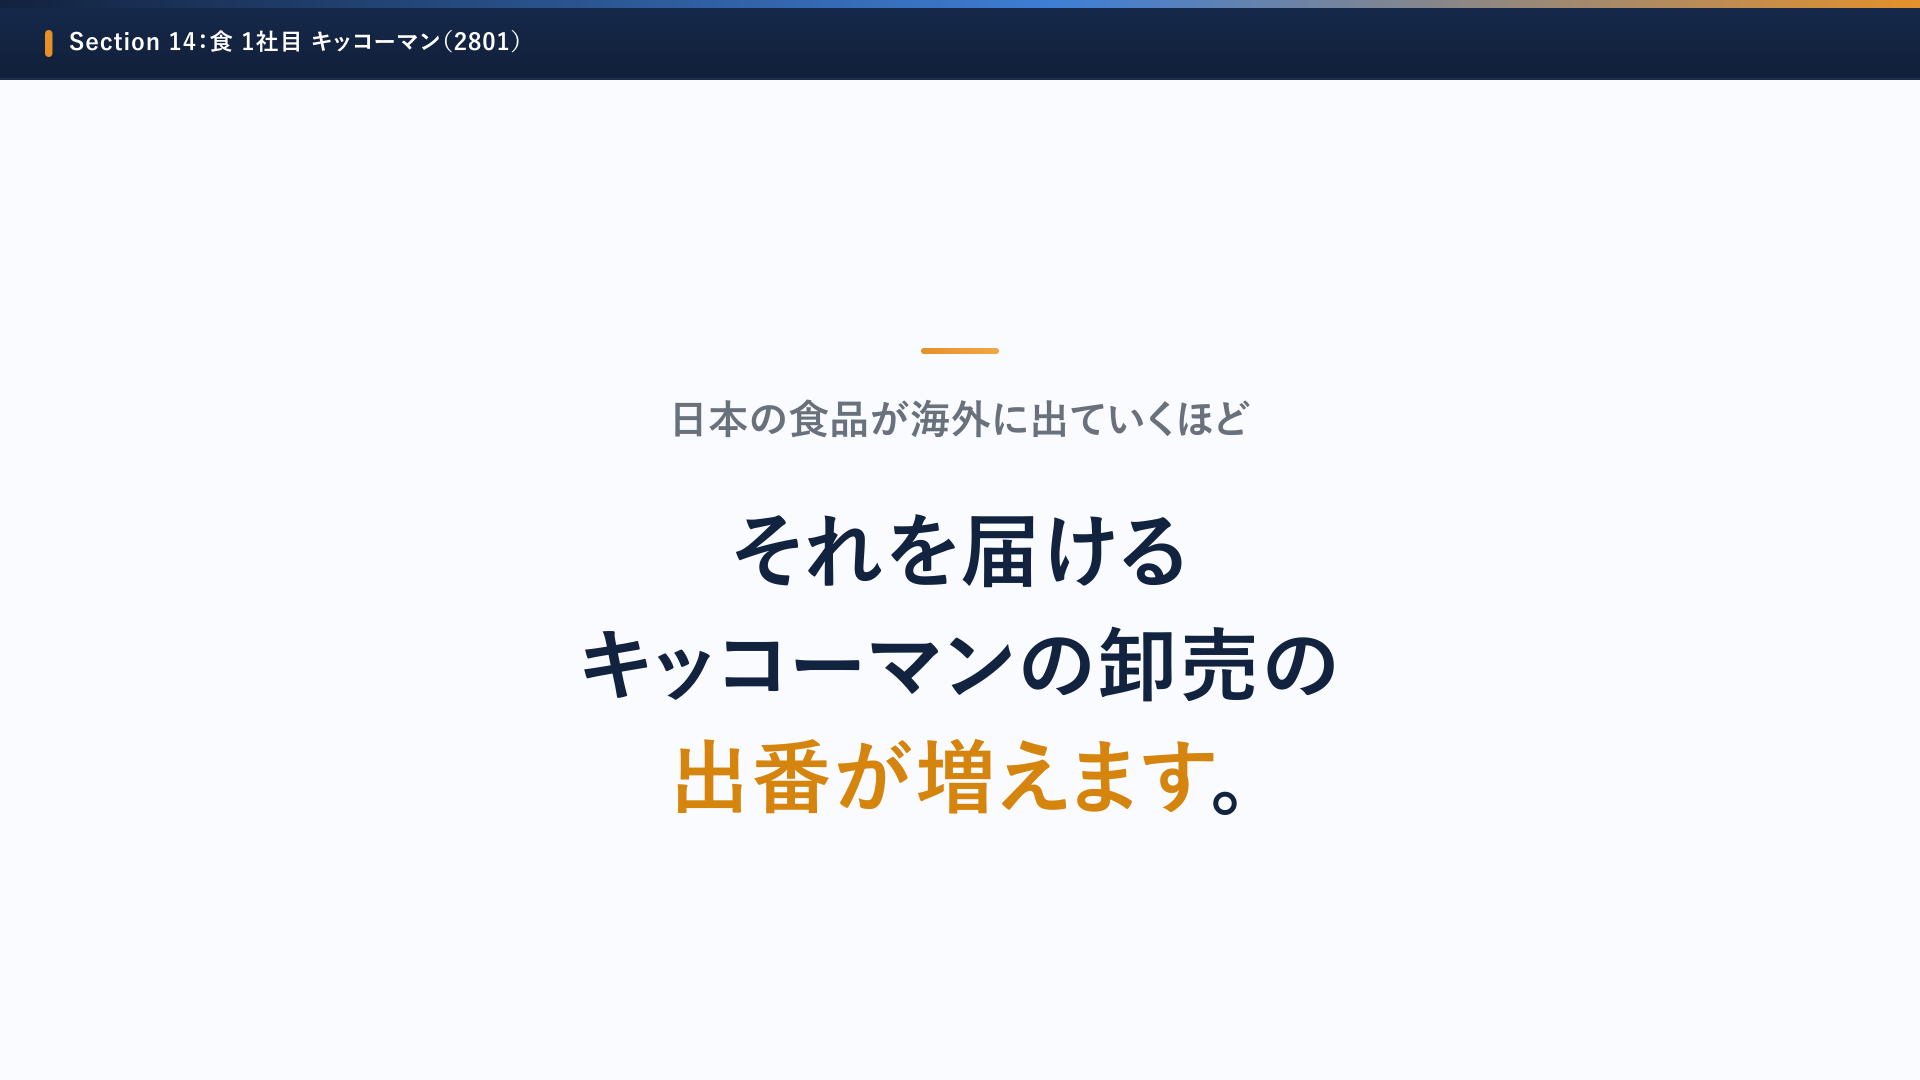 Section 14：食 1社目 キッコーマン（2801）
日本の食品が海外に出ていくほど
それを届ける
キッコーマンの卸売の
出番が増えます。